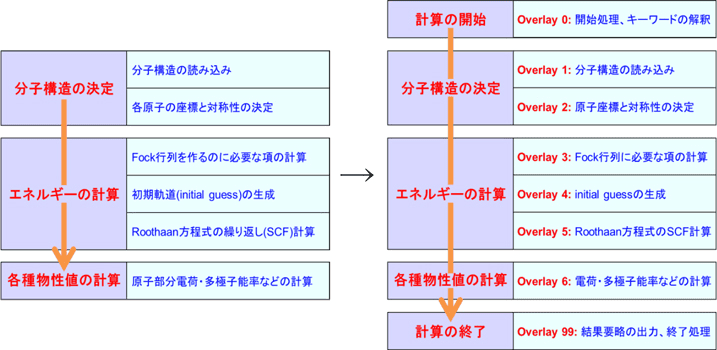 分子構造の決定
分子構造の読み込み
各原子の座標と対称性の決定
エネルギーの計算
Fock行列を作るのに必要な項の計算
初期軌道(initial guess)の生成
Roothaan方程式の繰り返し(SCF)計算
各種物性値の計算
原子部分電荷・多極子能率などの計算
計算の開始
Overlay 0: 開始処理、キーワードの解釈
分子構造の決定
Overlay 1: 分子構造の読み込み
Overlay 2: 原子座標と対称性の決定
エネルギーの計算
Overlay 3: Fock行列に必要な項の計算
Overlay 4: initial guessの生成
Overlay 5: Roothaan方程式のSCF計算
各種物性値の計算
Overlay 6: 電荷・多極子能率などの計算
計算の終了
Overlay 99: 結果要略の出力、終了処理